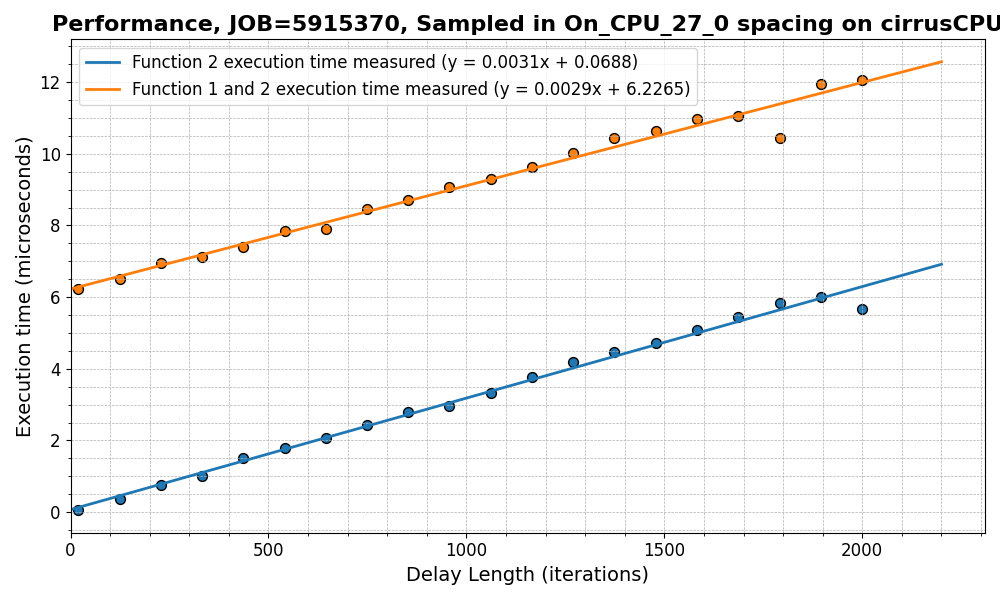 Performance, JOB=5915370, Sampled in On_CPU_27_0 spacing on cirrusCPU
Function 2 execution time measured (y = 0.0031x + 0.0688)
Function 1 and 2 execution time measured (y = 0.0029x + 6.2265)
Execution time (microseconds)
12
10
8
6
4
2
0
0 500 1000 1500 2000
Delay Length (iterations)